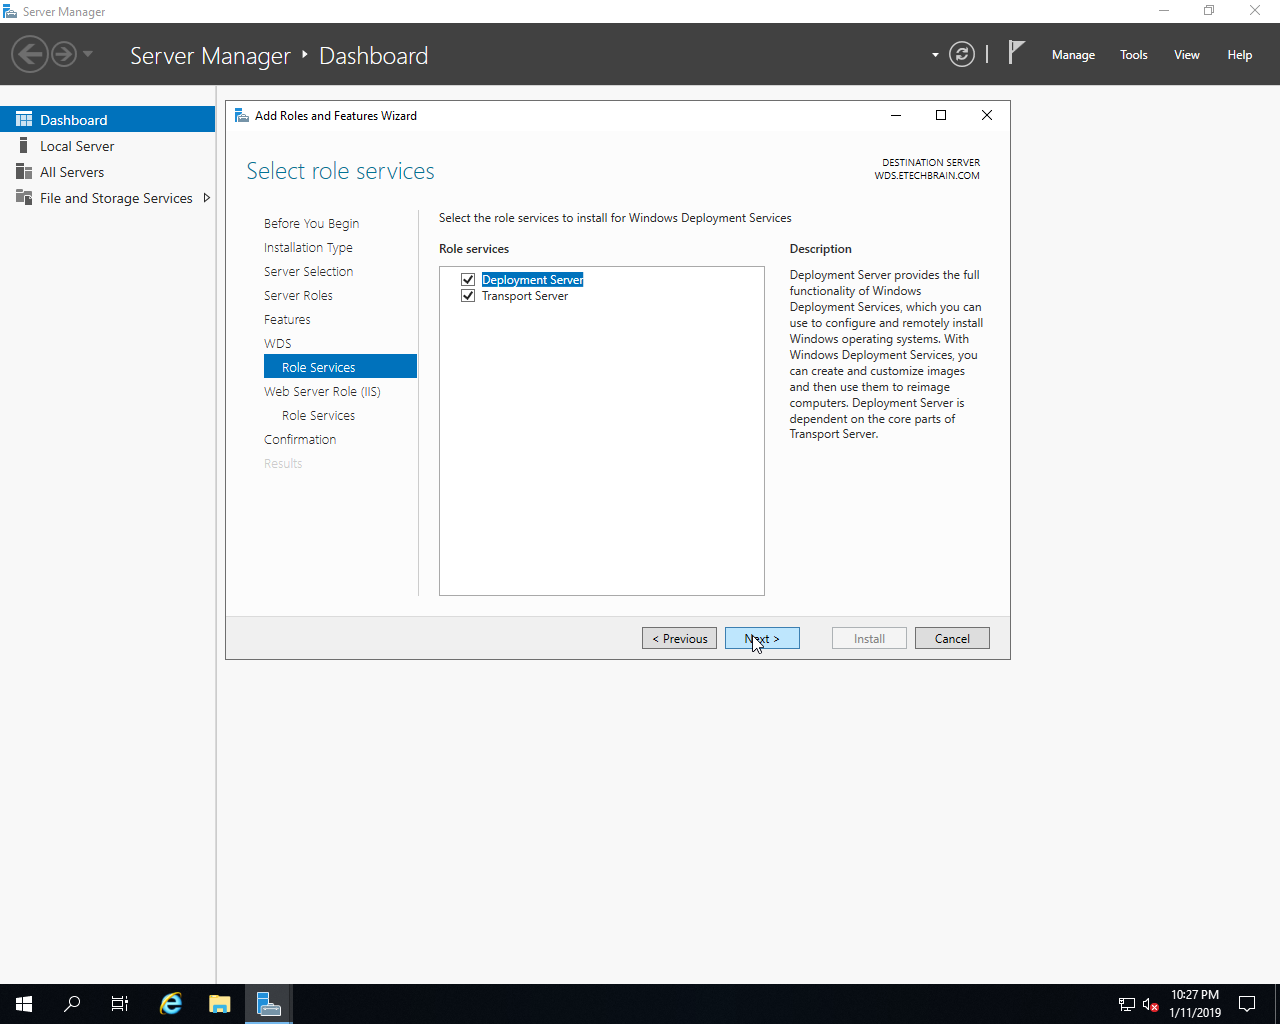 Server Manager
Server Manager ‣ Dashboard
Manage
Tools
View
Help
Dashboard
Local Server
All Servers
File and Storage Services
Add Roles and Features Wizard
Select role services
DESTINATION SERVER
WDS.ETECHBRAIN.COM
Before You Begin
Installation Type
Server Selection
Server Roles
Features
WDS
Role Services
Web Server Role (IIS)
Role Services
Confirmation
Results
Select the role services to install for Windows Deployment Services
Role services
Deployment Server
Transport Server
Description
Deployment Server provides the full
functionality of Windows
Deployment Services, which you can
use to configure and remotely install
Windows operating systems. With
Windows Deployment Services, you
can create and customize images
and then use them to reimage
computers. Deployment Server is
dependent on the core parts of
Transport Server.
< Previous
Next >
Install
Cancel
10:27 PM
1/11/2019